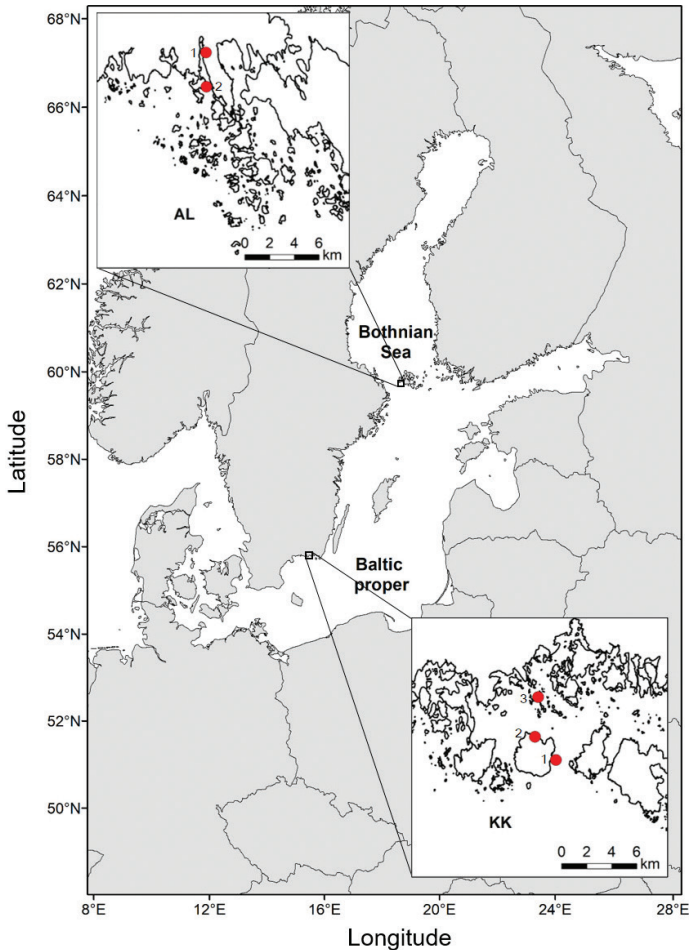 68°N
66°N
64°N
62°N
60°N
58°N
56°N
54°N
52°N
50°N
Latitude
1
2
AL
0 2 4 6
km
Bothnian
Sea
Baltic
proper
3
2
1
KK
0 2 4 6
km
8°E 12°E 16°E 20°E 24°E 28°E
Longitude